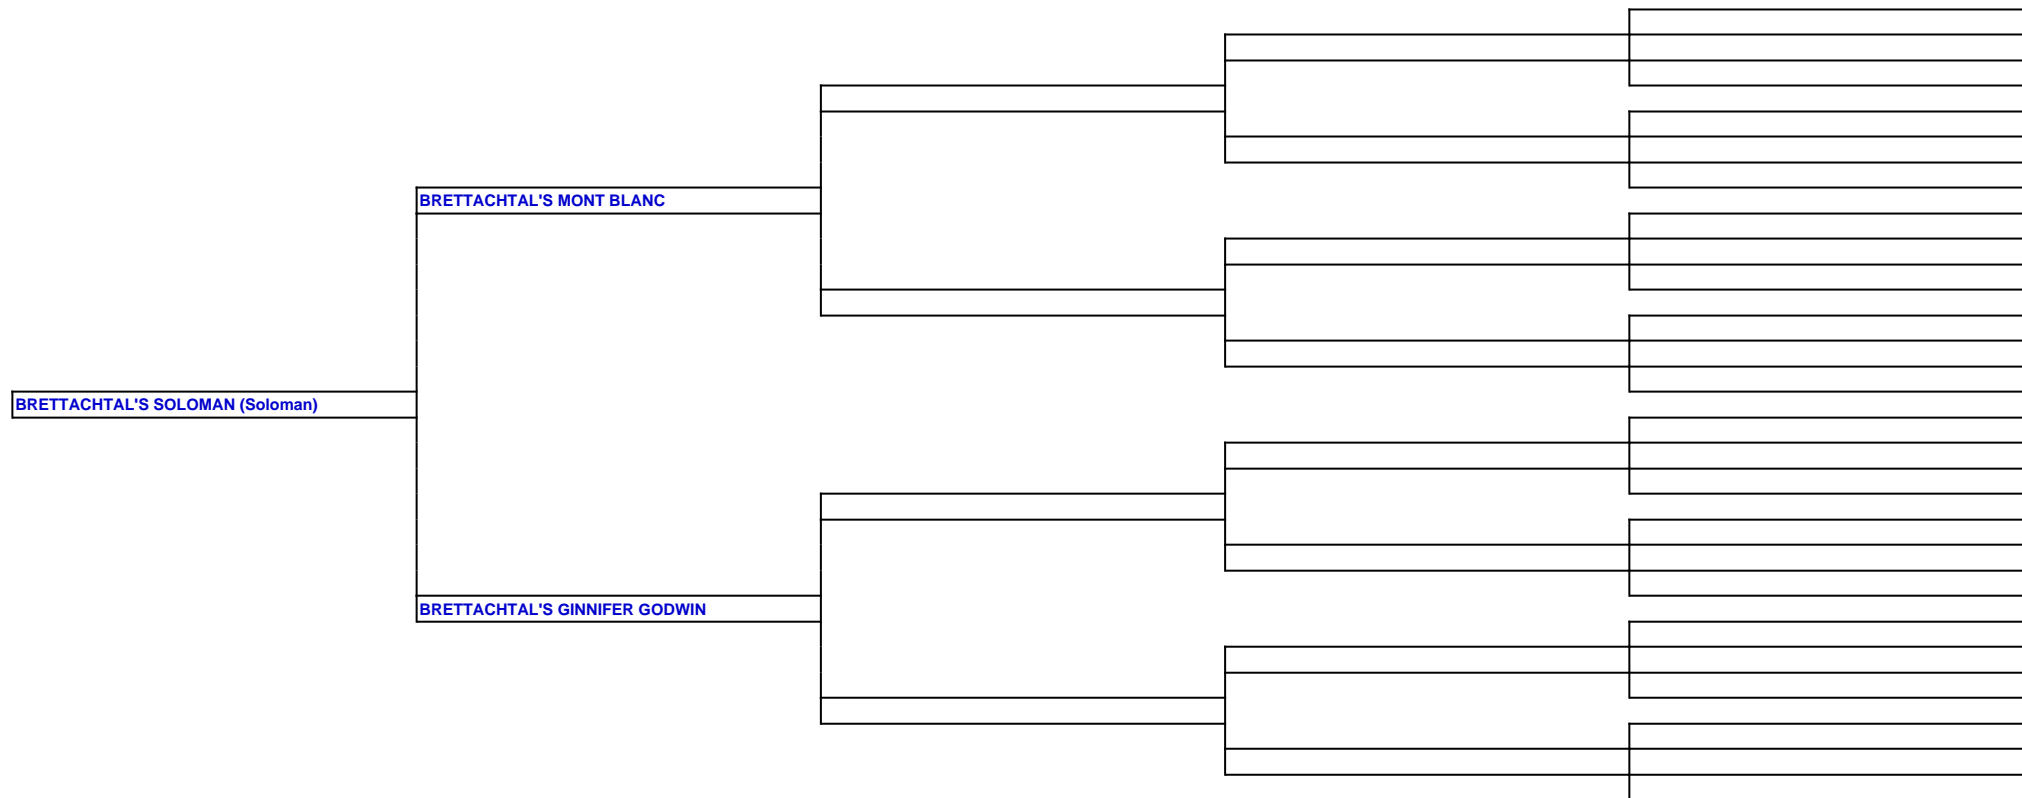 BRETTACHTAL'S MONT BLANC
BRETTACHTAL'S SOLOMAN (Soloman)
BRETTACHTAL'S GINNIFER GODWIN